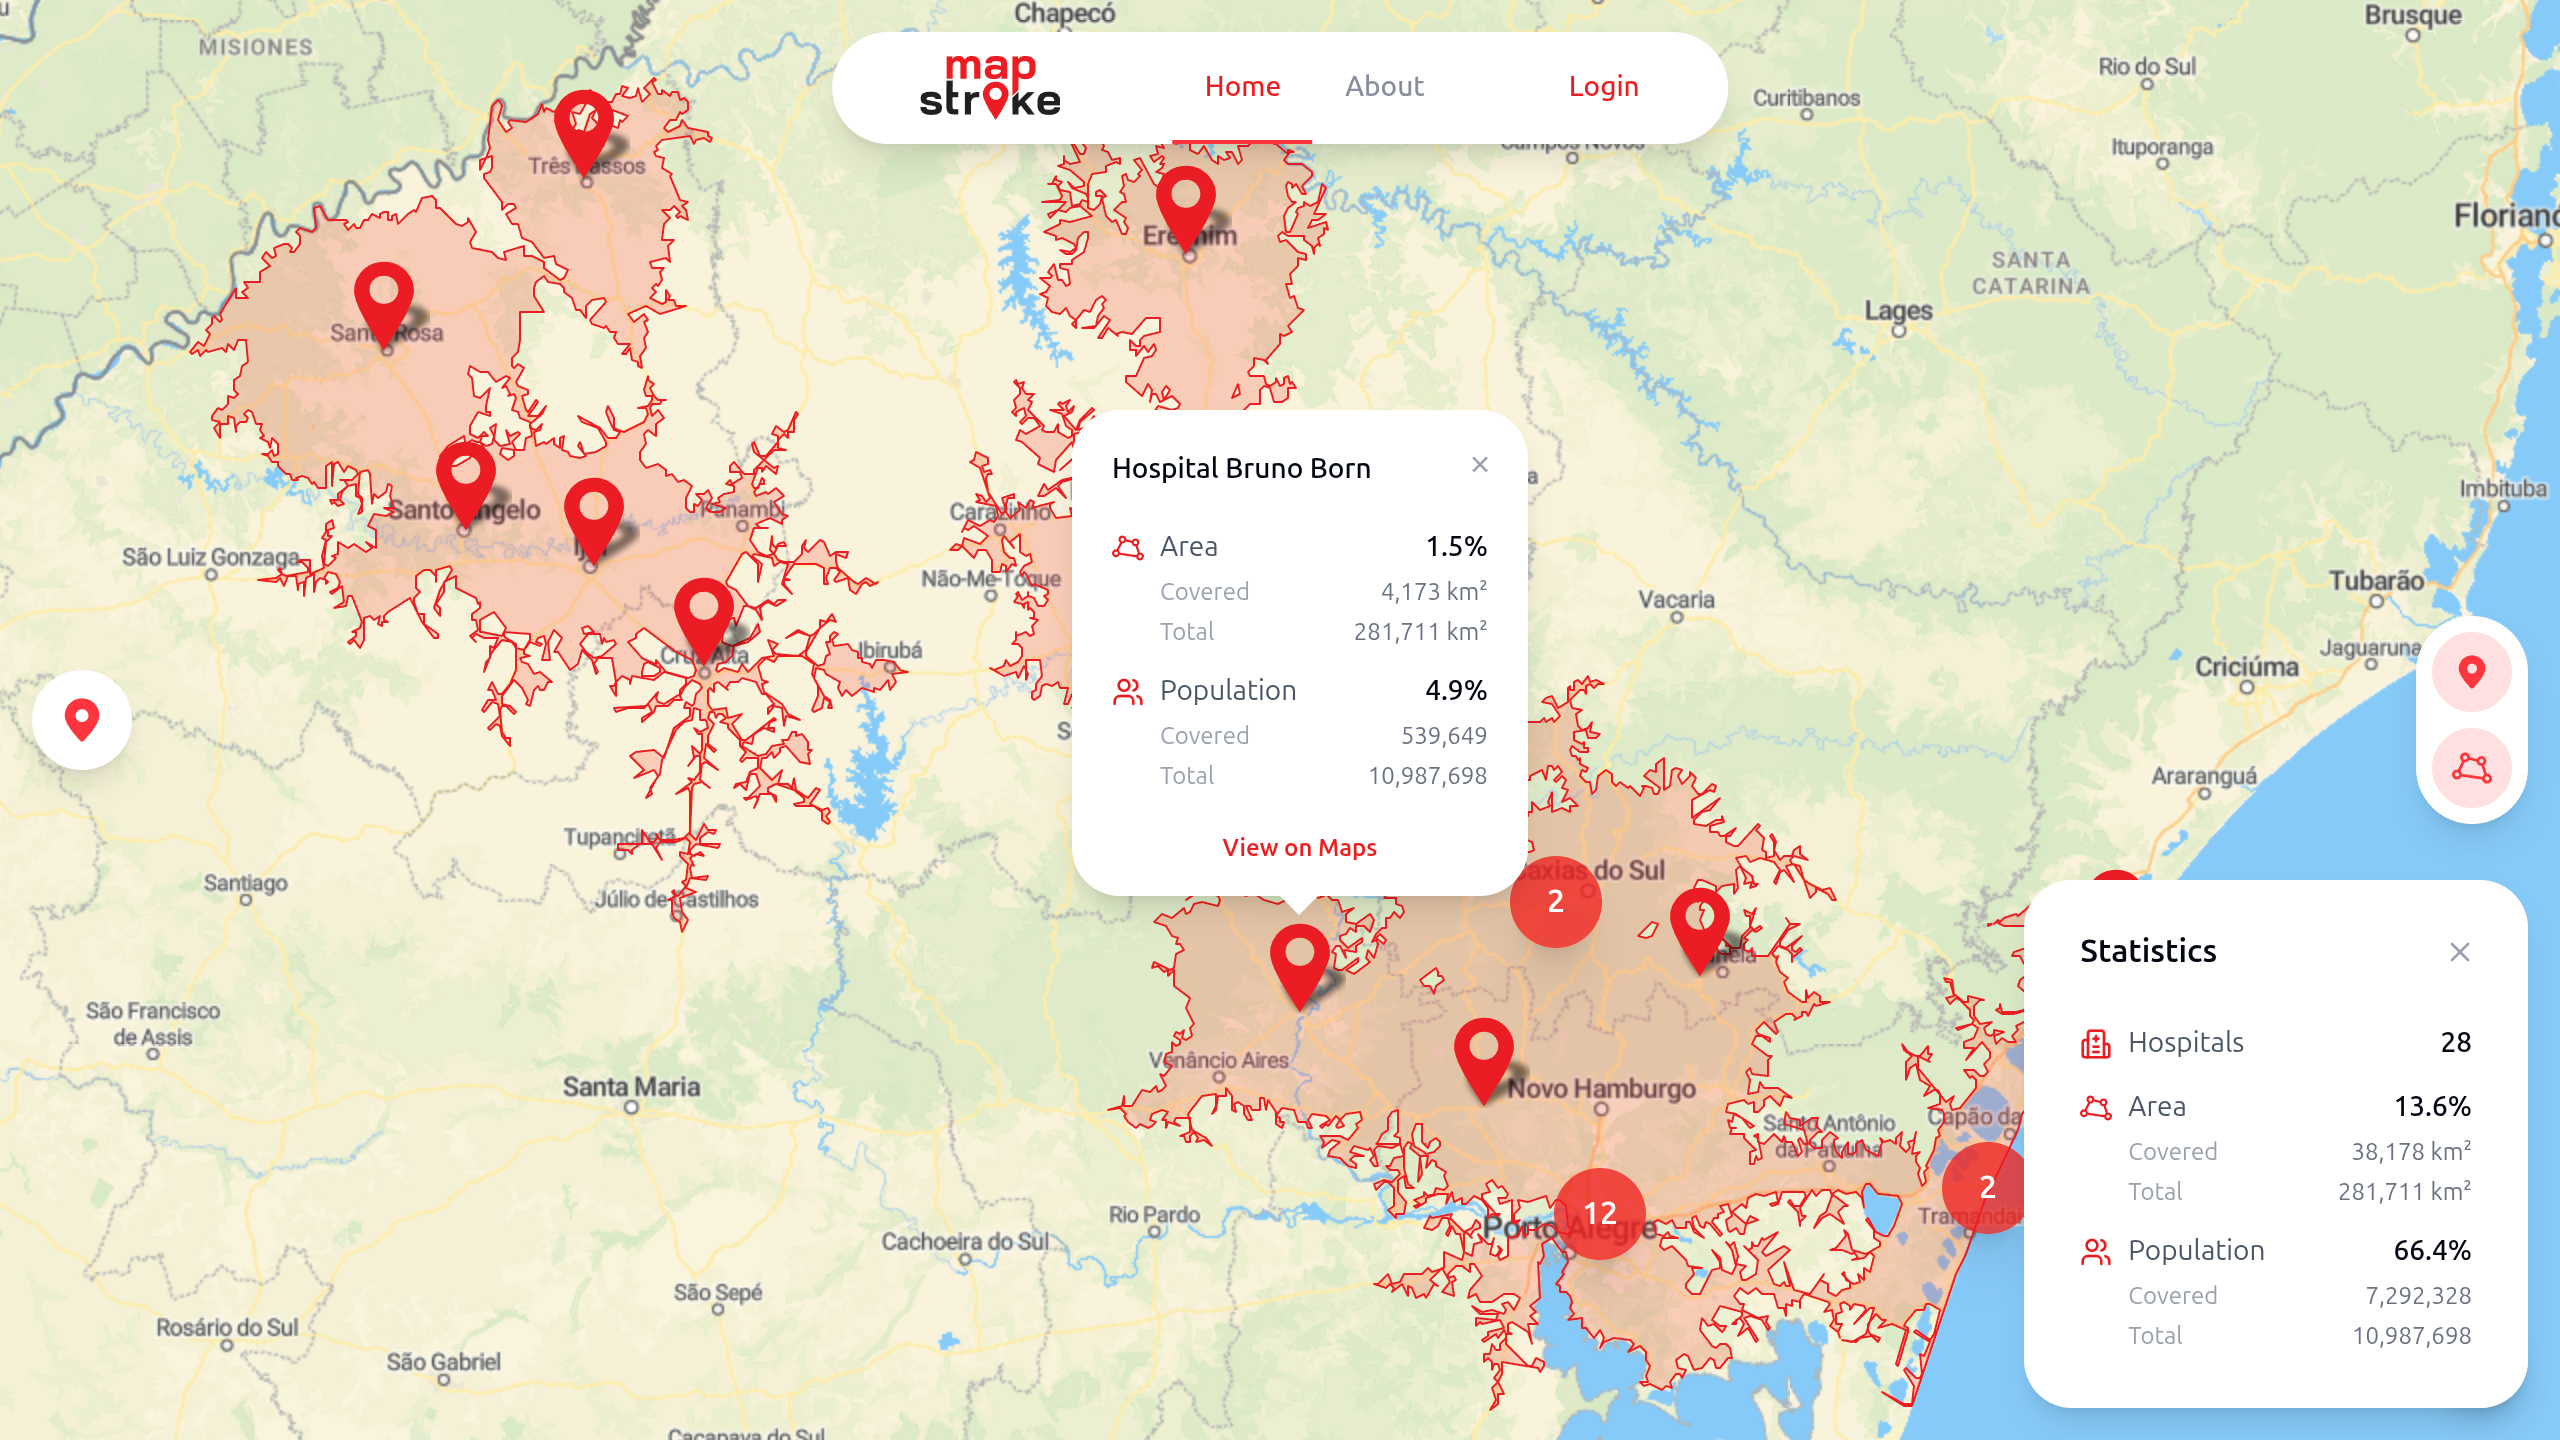 Chapecó
Brusque
MISIONES
map
stroke
Home
About
Login
Rio do Sul
Curitibanos
Campos Novos
Ituporanga
Três Passos
Florianó
Erechim
SANTA
CATARINA
Lages
Santa Rosa
Hospital Bruno Born
Area
1.5%
Covered
4,173 km²
Total
281,711 km²
Population
4.9%
Covered
539,649
Total
10,987,698
View on Maps
Imbituba
Santo Ângelo
Panambi
Carazinho
Ijuí
São Luiz Gonzaga
Não-Me-Toque
Tubarão
Vacaria
Cruz Alta
Ibirubá
Jaguaruna
Criciúma
Araranguá
Tupanciretã
Santiago
Júlio de Castilhos
Caxias do Sul
2
Canela
São Francisco
de Assis
Venâncio Aires
Santa Maria
Novo Hamburgo
Santo Antônio
da Patrulha
Capão da
2
Tramandaí
Rio Pardo
12
Porto Alegre
Cachoeira do Sul
São Sepé
Rosário do Sul
São Gabriel
Caçapava do Sul
Statistics
Hospitals
28
Area
13.6%
Covered
38,178 km²
Total
281,711 km²
Population
66.4%
Covered
7,292,328
Total
10,987,698